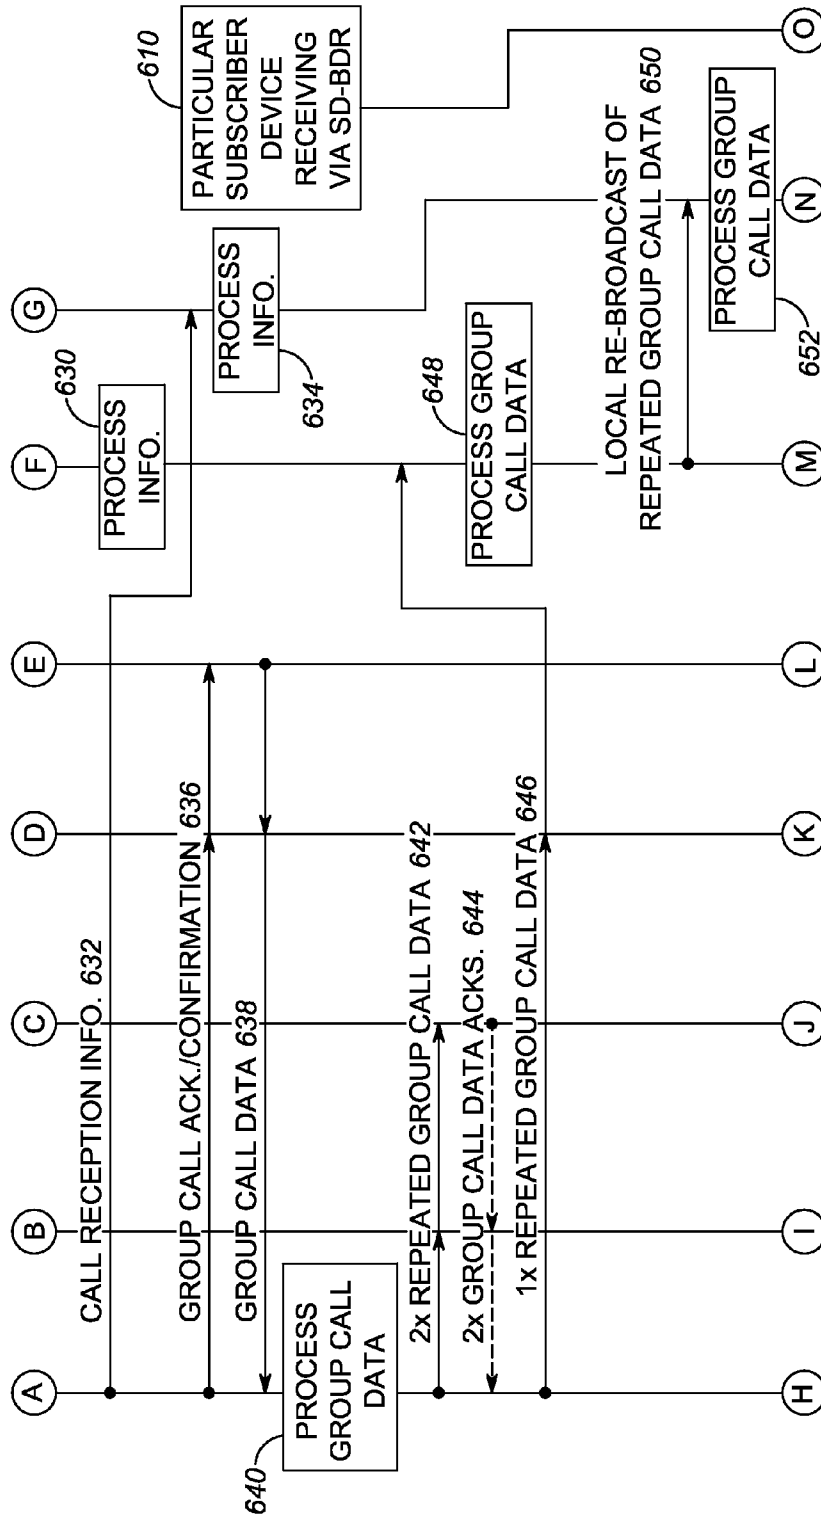 A
B
C
D
E
F
G
610
PARTICULAR
SUBSCRIBER
DEVICE
RECEIVING
VIA SD-BDR
630
PROCESS
INFO.
CALL RECEPTION INFO. 632
PROCESS
INFO.
634
GROUP CALL ACK./CONFIRMATION 636
GROUP CALL DATA 638
640
PROCESS
GROUP CALL
DATA
2x REPEATED GROUP CALL DATA 642
2x GROUP CALL DATA ACKS. 644
1x REPEATED GROUP CALL DATA 646
648
PROCESS GROUP
CALL DATA
LOCAL RE-BROADCAST OF
REPEATED GROUP CALL DATA 650
PROCESS GROUP
CALL DATA
652
H
I
J
K
L
M
N
O